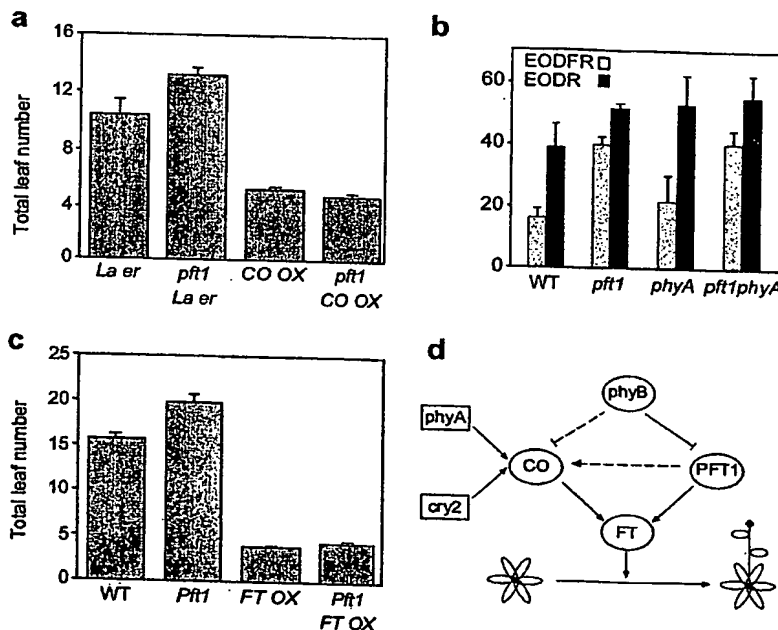 a
Total leaf number
16
12
8
4
0
La er
pft1
La er
CO OX
pft1
CO OX
b
EODFR
EODR
60
40
20
0
WT
pft1
phyA
pft1phyA
c
Total leaf number
25
20
15
10
5
0
WT
Pft1
FT OX
Pft1
FT OX
d
phyB
phyA
CO
PFT1
cry2
FT